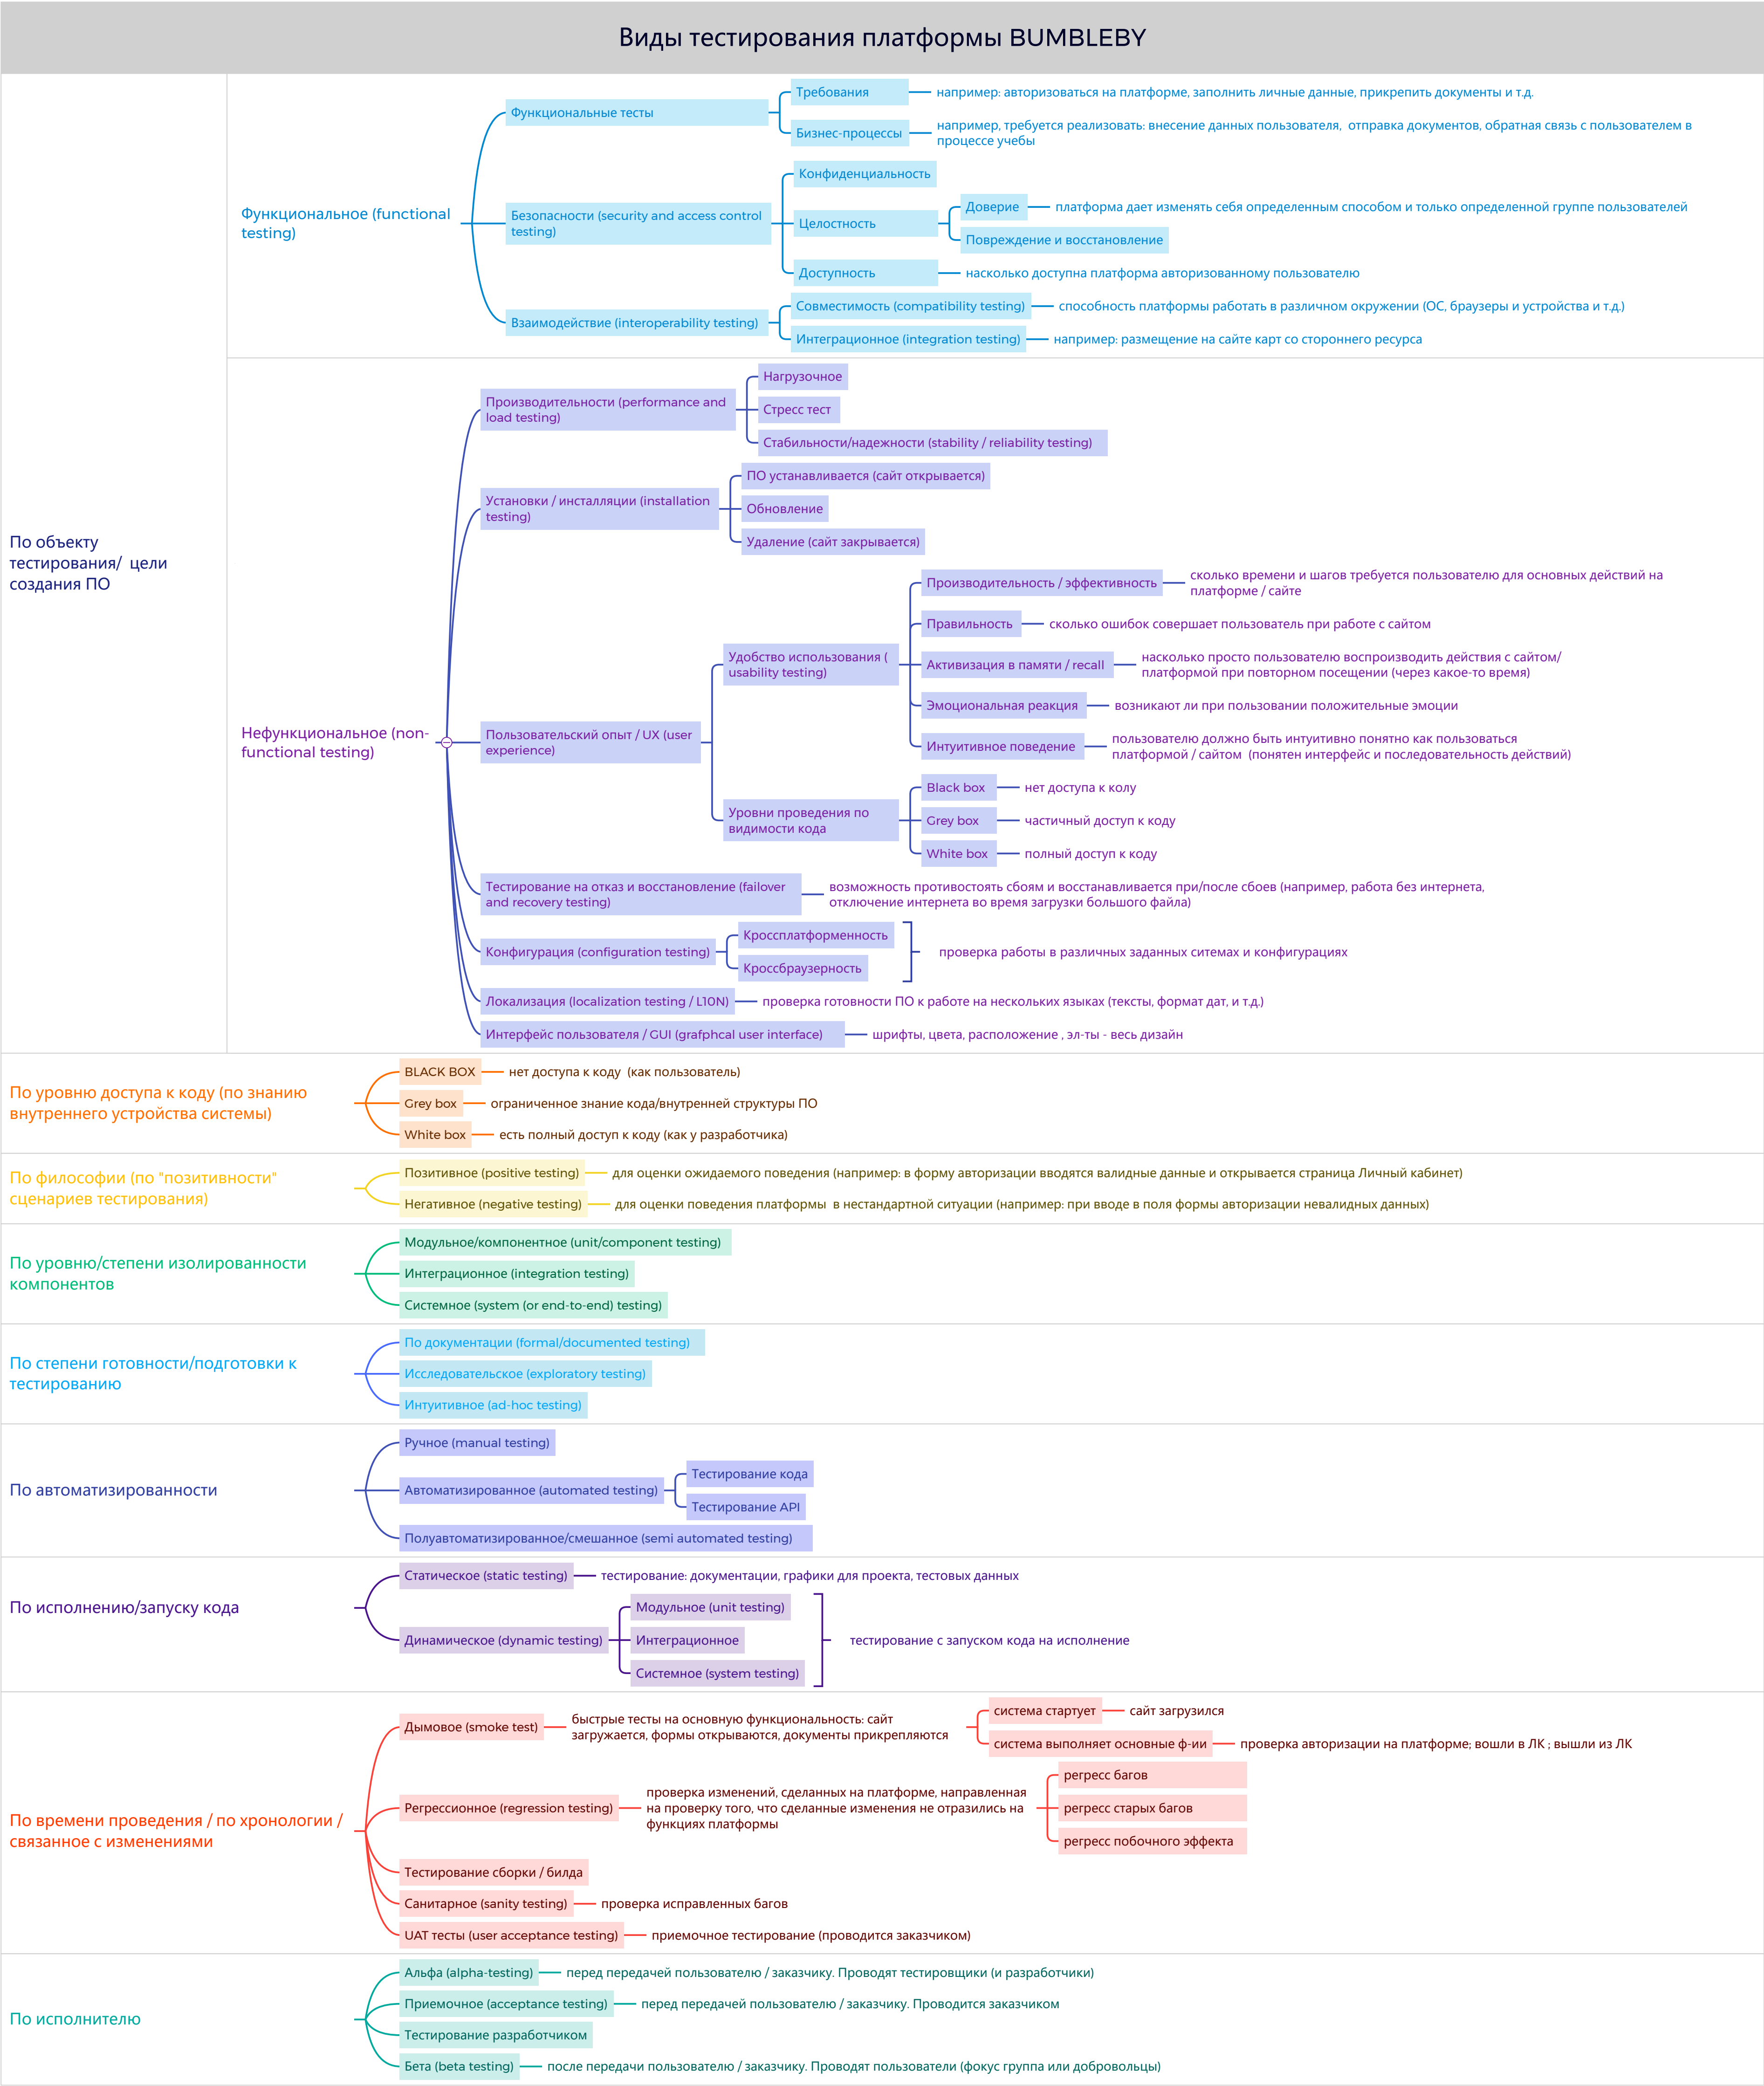 Виды тестирования платформы BUMBLEBY
По объекту
тестирования/  цели
создания ПО
Функциональное (functional
testing)
Функциональные тесты
Требования
например: авторизоваться на платформе, заполнить личные данные, прикрепить документы и т.д.
Бизнес-процессы
например, требуется реализовать: внесение данных пользователя,  отправка документов, обратная связь с пользователем в
процессе учебы
Безопасности (security and access control
testing)
Конфиденциальность
Целостность
Доверие
платформа дает изменять себя определенным способом и только определенной группе пользователей
Повреждение и восстановление
Доступность
насколько доступна платформа авторизованному пользователю
Взаимодействие (interoperability testing)
Совместимость (compatibility testing)
способность платформы работать в различном окружении (ОС, браузеры и устройства и т.д.)
Интеграционное (integration testing)
например: размещение на сайте карт со стороннего ресурса
Нефункциональное (non-
functional testing)
Производительности (performance and
load testing)
Нагрузочное
Стресс тест
Стабильности/надежности (stability / reliability testing)
Установки / инсталляции (installation
testing)
ПО устанавливается (сайт открывается)
Обновление
Удаление (сайт закрывается)
Пользовательский опыт / UX (user
experience)
Удобство использования (
usability testing)
Производительность / эффективность
сколько времени и шагов требуется пользователю для основных действий на
платформе / сайте
Правильность
сколько ошибок совершает пользователь при работе с сайтом
Активизация в памяти / recall
насколько просто пользователю воспроизводить действия с сайтом/
платформой при повторном посещении (через какое-то время)
Эмоциональная реакция
возникают ли при пользовании положительные эмоции
Интуитивное поведение
пользователю должно быть интуитивно понятно как пользоваться
платформой / сайтом  (понятен интерфейс и последовательность действий)
Уровни проведения по
видимости кода
Black box
нет доступа к колу
Grey box
частичный доступ к коду
White box
полный доступ к коду
Тестирование на отказ и восстановление (failover
and recovery testing)
возможность противостоять сбоям и восстанавливается при/после сбоев (например, работа без интернета,
отключение интернета во время загрузки большого файла)
Конфигурация (configuration testing)
Кроссплатформенность
Кроссбраузерность
проверка работы в различных заданных ситемах и конфигурациях
Локализация (localization testing / L10N)
проверка готовности ПО к работе на нескольких языках (тексты, формат дат, и т.д.)
Интерфейс пользователя / GUI (grafphcal user interface)
шрифты, цвета, расположение , эл-ты - весь дизайн
По уровню доступа к коду (по знанию
внутреннего устройства системы)
BLACK BOX
нет доступа к коду  (как пользователь)
Grey box
ограниченное знание кода/внутренней структуры ПО
White box
есть полный доступ к коду (как у разработчика)
По философии (по "позитивности"
сценариев тестирования)
Позитивное (positive testing)
для оценки ожидаемого поведения (например: в форму авторизации вводятся валидные данные и открывается страница Личный кабинет)
Негативное (negative testing)
для оценки поведения платформы  в нестандартной ситуации (например: при вводе в поля формы авторизации невалидных данных)
По уровню/степени изолированности
компонентов
Модульное/компонентное (unit/component testing)
Интеграционное (integration testing)
Системное (system (or end-to-end) testing)
По степени готовности/подготовки к
тестированию
По документации (formal/documented testing)
Исследовательское (exploratory testing)
Интуитивное (ad-hoc testing)
По автоматизированности
Ручное (manual testing)
Автоматизированное (automated testing)
Тестирование кода
Тестирование API
Полуавтоматизированное/смешанное (semi automated testing)
По исполнению/запуску кода
Статическое (static testing)
тестирование: документации, графики для проекта, тестовых данных
Динамическое (dynamic testing)
Модульное (unit testing)
Интеграционное
Системное (system testing)
тестирование с запуском кода на исполнение
По времени проведения / по хронологии /
связанное с изменениями
Дымовое (smoke test)
быстрые тесты на основную функциональность: сайт
загружается, формы открываются, документы прикрепляются
система стартует
сайт загрузился
система выполняет основные ф-ии
проверка авторизации на платформе; вошли в ЛК ; вышли из ЛК
Регрессионное (regression testing)
проверка изменений, сделанных на платформе, направленная
на проверку того, что сделанные изменения не отразились на
функциях платформы
регресс багов
регресс старых багов
регресс побочного эффекта
Тестирование сборки / билда
Санитарное (sanity testing)
проверка исправленных багов
UAT тесты (user acceptance testing)
приемочное тестирование (проводится заказчиком)
По исполнителю
Альфа (alpha-testing)
перед передачей пользователю / заказчику. Проводят тестировщики (и разработчики)
Приемочное (acceptance testing)
перед передачей пользователю / заказчику. Проводится заказчиком
Тестирование разработчиком
Бета (beta testing)
после передачи пользователю / заказчику. Проводят пользователи (фокус группа или добровольцы)